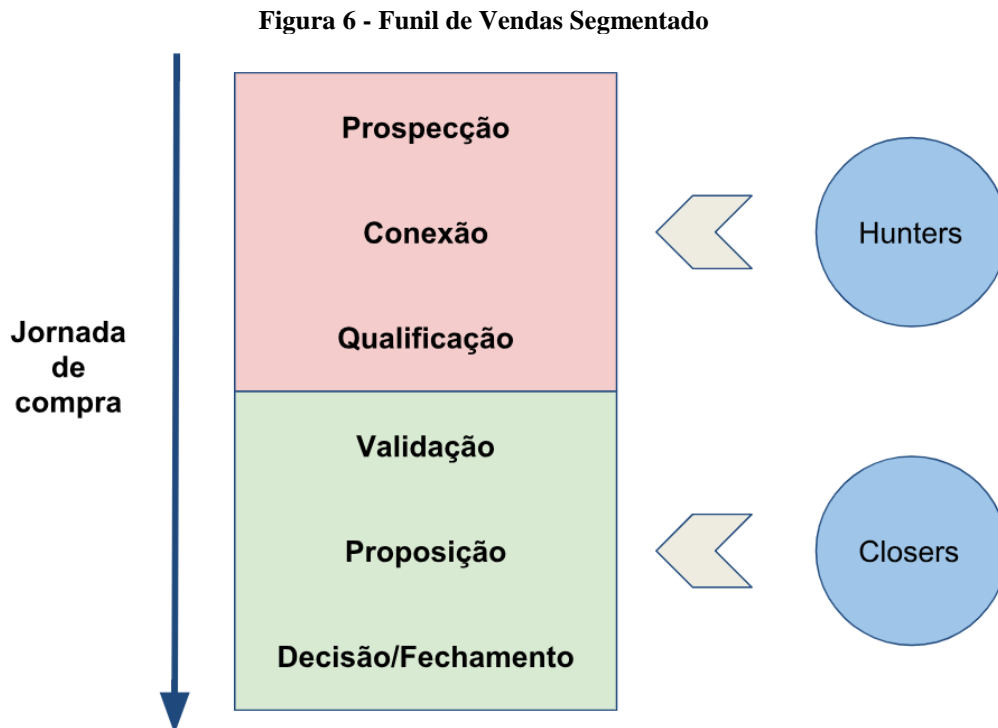 Figura 6 - Funil de Vendas Segmentado
Prospecção
Conexão
Hunters
Qualificação
Jornada
de
compra
Validação
Proposição
Closers
Decisão/Fechamento